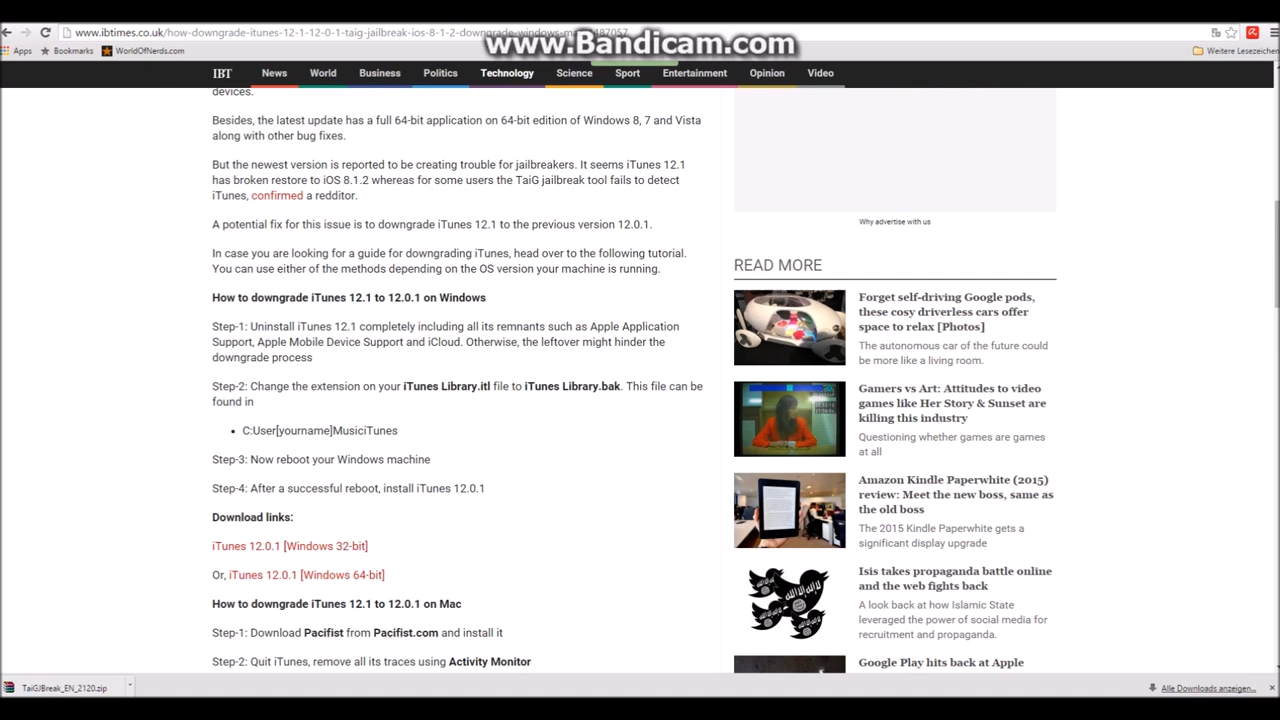 www.ibtimes.co.uk/how-downgrade-itunes-12-1-12-0-1-taig-jailbreak-ios-8-1-2-downgrade-windows-m
www.Bandicam.com
Apps Bookmarks WorldOfNerds.com Weitere Lesezeichen
IBT News World Business Politics Technology Science Sport Entertainment Opinion Video
devices.
Besides, the latest update has a full 64-bit application on 64-bit edition of Windows 8, 7 and Vista
along with other bug fixes.
But the newest version is reported to be creating trouble for jailbreakers. It seems iTunes 12.1
has broken restore to iOS 8.1.2 whereas for some users the TaiG jailbreak tool fails to detect
iTunes, confirmed a redditor.
A potential fix for this issue is to downgrade iTunes 12.1 to the previous version 12.0.1.
In case you are looking for a guide for downgrading iTunes, head over to the following tutorial.
You can use either of the methods depending on the OS version your machine is running.
How to downgrade iTunes 12.1 to 12.0.1 on Windows
Step-1: Uninstall iTunes 12.1 completely including all its remnants such as Apple Application
Support, Apple Mobile Device Support and iCloud. Otherwise, the leftover might hinder the
downgrade process
Step-2: Change the extension on your iTunes Library.itl file to iTunes Library.bak. This file can be
found in
• C:User[yourname]MusiciTunes
Step-3: Now reboot your Windows machine
Step-4: After a successful reboot, install iTunes 12.0.1
Download links:
iTunes 12.0.1 [Windows 32-bit]
Or, iTunes 12.0.1 [Windows 64-bit]
How to downgrade iTunes 12.1 to 12.0.1 on Mac
Step-1: Download Pacifist from Pacifist.com and install it
Step-2: Quit iTunes, remove all its traces using Activity Monitor
Why advertise with us
READ MORE
Forget self-driving Google pods,
these cosy driverless cars offer
space to relax [Photos]
The autonomous car of the future could
be more like a living room.
Gamers vs Art: Attitudes to video
games like Her Story & Sunset are
killing this industry
Questioning whether games are games
at all
Amazon Kindle Paperwhite (2015)
review: Meet the new boss, same as
the old boss
The 2015 Kindle Paperwhite gets a
significant display upgrade
Isis takes propaganda battle online
and the web fights back
A look back at how Islamic State
leveraged the power of social media for
recruitment and propaganda.
Google Play hits back at Apple
TaiGJBreak_EN_2120.zip
Alle Downloads anzeigen...